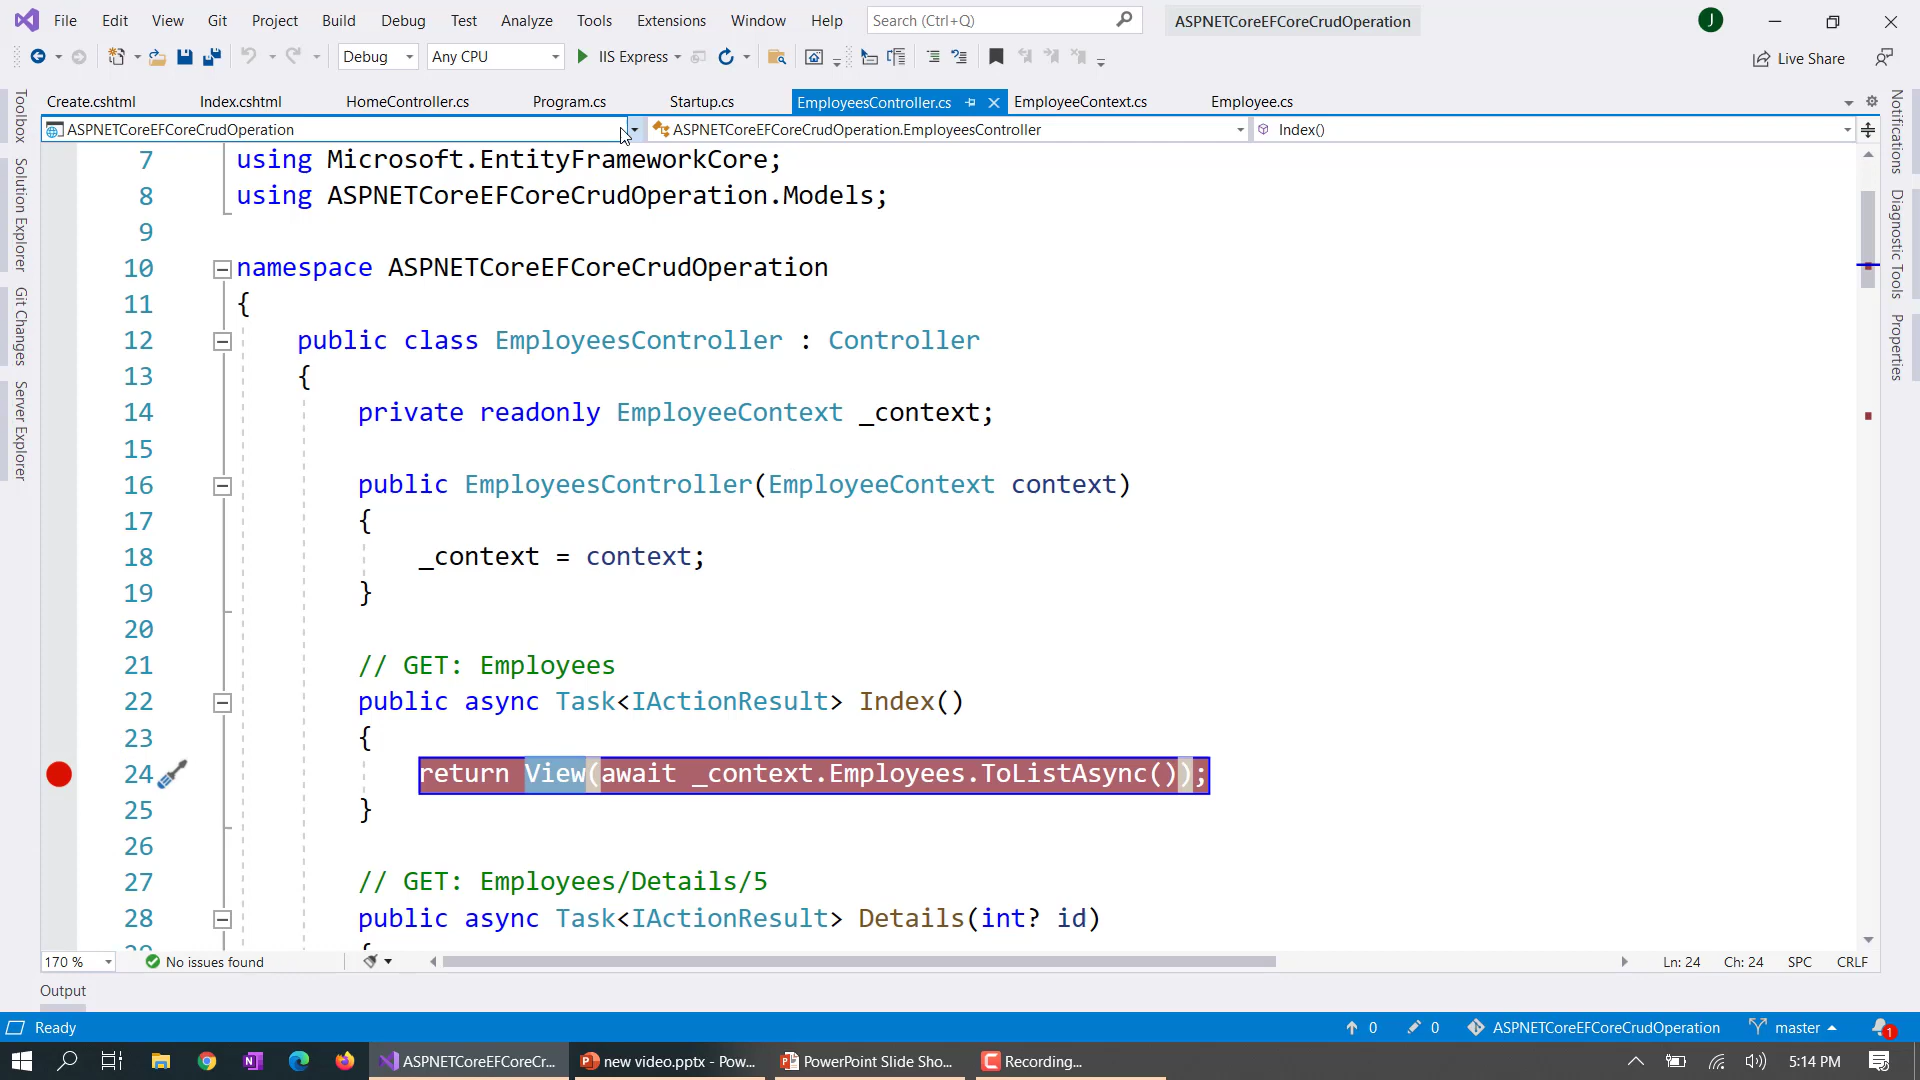 File Edit View Git Project Build Debug Test Analyze Tools Extensions Window Help Search (Ctrl+Q) ASPNETCoreEFCoreCrudOperation J
Debug Any CPU IIS Express Live Share
Create.cshtml Index.cshtml HomeController.cs Program.cs Startup.cs EmployeesController.cs EmployeeContext.cs Employee.cs
ASPNETCoreEFCoreCrudOperation ASPNETCoreEFCoreCrudOperation.EmployeesController Index()
Toolbox
Solution Explorer
Git Changes
Server Explorer
7 using Microsoft.EntityFrameworkCore;
8 using ASPNETCoreEFCoreCrudOperation.Models;
9
10 namespace ASPNETCoreEFCoreCrudOperation
11 {
12 public class EmployeesController : Controller
13 {
14 private readonly EmployeeContext _context;
15
16 public EmployeesController(EmployeeContext context)
17 {
18 _context = context;
19 }
20
21 // GET: Employees
22 public async Task<IActionResult> Index()
23 {
24 return View(await _context.Employees.ToListAsync());
25 }
26
27 // GET: Employees/Details/5
28 public async Task<IActionResult> Details(int? id)
29 {
Notifications
Diagnostic Tools
Properties
170 % No issues found Ln: 24 Ch: 24 SPC CRLF
Output
Ready 0 0 ASPNETCoreEFCoreCrudOperation master 1
ASPNETCoreEFCoreCr... new video.pptx - Pow... PowerPoint Slide Sho... Recording... 5:14 PM